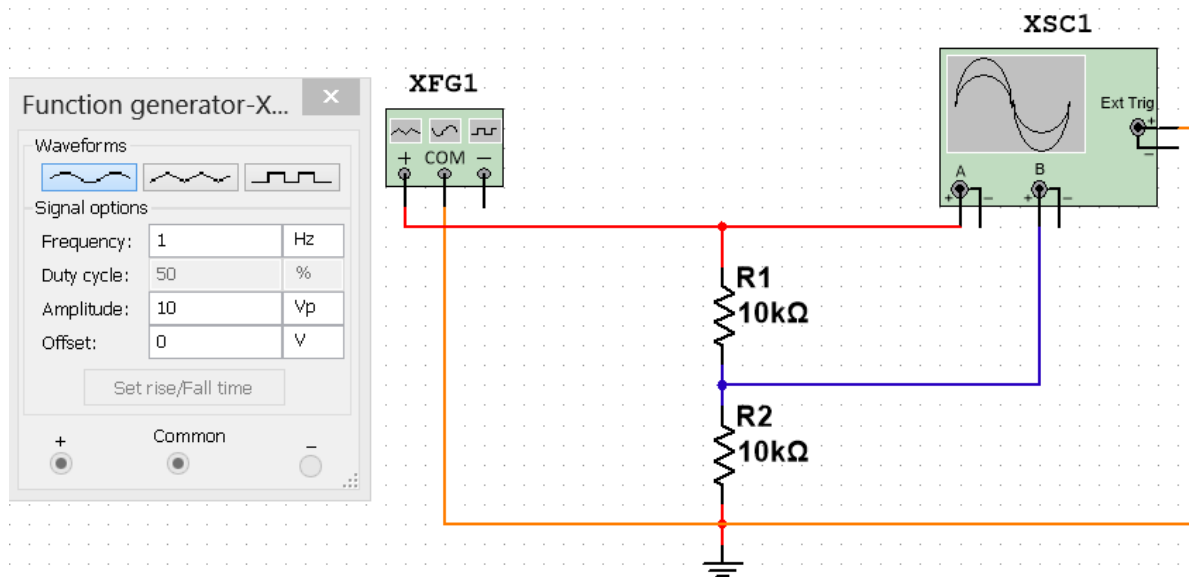 XSC1
XFG1
Function generator-X... ×
Waveforms
Signal options
Frequency: 1 Hz
Duty cycle: 50 %
Amplitude: 10 Vp
Offset: 0 V
Set rise/Fall time
+ Common −
+ COM −
Ext Trig
+
−
A B
+ − + −
R1
10kΩ
R2
10kΩ